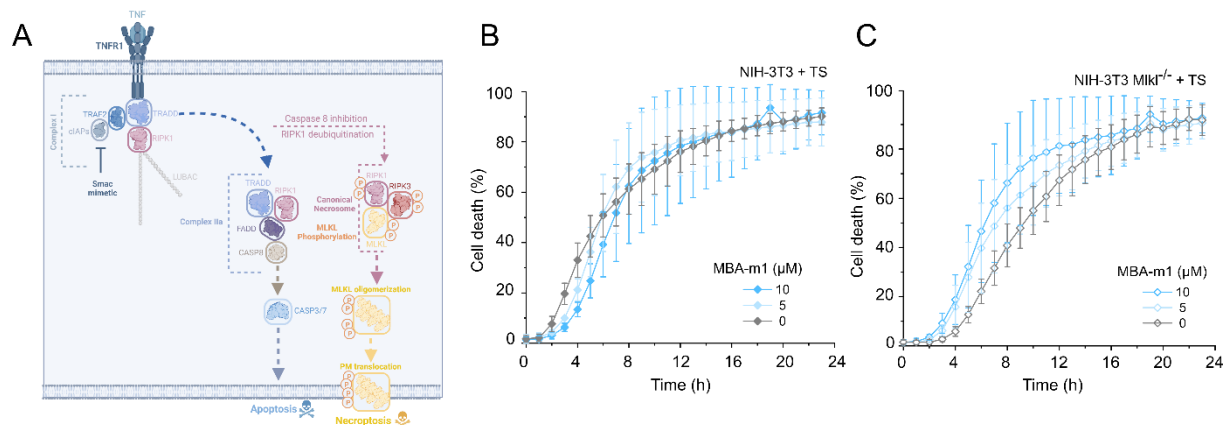 A
TNF
TNFR1
Complex I
TRAF2
TRADD
cIAPs
RIPK1
Smac
mimetic
LUBAC
Caspase 8 inhibition
RIPK1 deubiquitination
TRADD
RIPK1
Complex IIa
FADD
CASP8
CASP3/7
Apoptosis
P
RIPK1
RIPK3
P
P
Canonical
Necrosome
P
MLKL
Phosphorylation
P
MLKL
P
MLKL oligomerization
P
P
P
P
PM translocation
P
P
P
P
Necroptosis
B
NIH-3T3 + TS
Cell death (%)
100
80
60
40
20
0
MBA-m1 (µM)
10
5
0
0 4 8 12 16 20 24
Time (h)
C
NIH-3T3 Mlkl-/- + TS
Cell death (%)
100
80
60
40
20
0
MBA-m1 (µM)
10
5
0
0 4 8 12 16 20 24
Time (h)